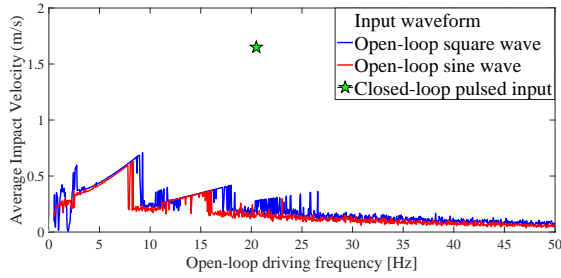 2
Input waveform
Open-loop square wave
1.5
Open-loop sine wave
Closed-loop pulsed input
1
0.5
0
Average Impact Velocity (m/s)
0 5 10 15 20 25 30 35 40 45 50
Open-loop driving frequency [Hz]